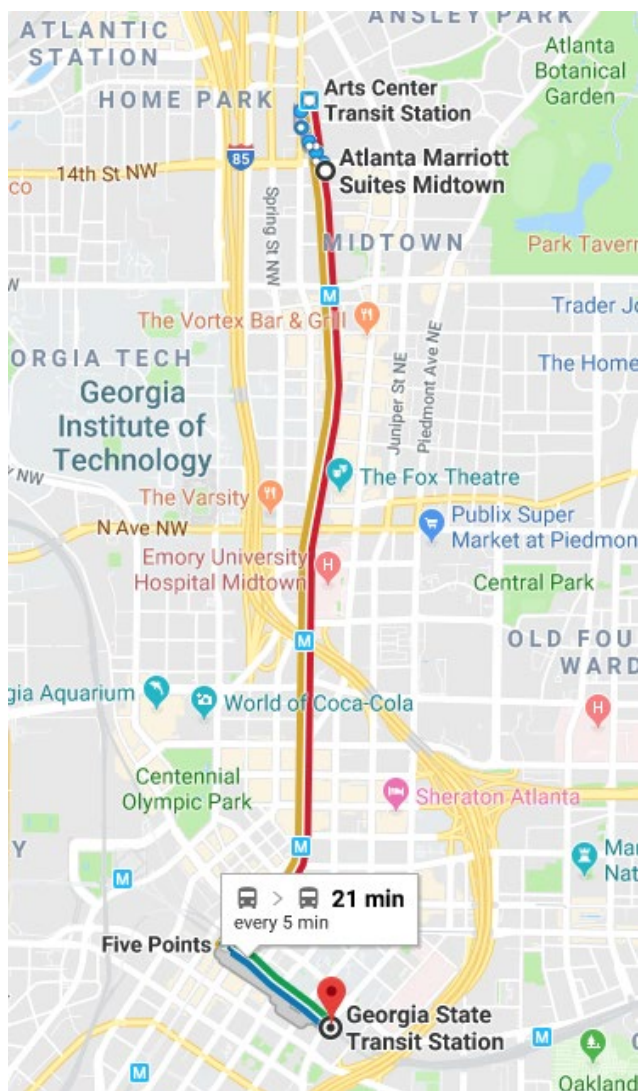 ANSLEY PARK
ATLANTIC
STATION
Atlanta
Botanical
Garden
HOME PARK
Arts Center
Transit Station
85
14th St NW
co
Atlanta Marriott
Suites Midtown
Spring St NW
MIDTOWN
Park Tavern
W
M
Trader Jo
The Vortex Bar & Grill
ORGIA TECH
The Home
Georgia
Institute of
Technology
Juniper St NE
Piedmont Ave NE
NW
The Fox Theatre
The Varsity
N Ave NW
Publix Super
Market at Piedmon
Emory University
Hospital Midtown
H
Central Park
M
OLD FOU
WARD
gia Aquarium
World of Coca-Cola
H
Centennial
Olympic Park
Sheraton Atlanta
Y
M
M
Mar
Nat
21 min
every 5 min
Five Points
Georgia State
Transit Station
M
M
Oakland